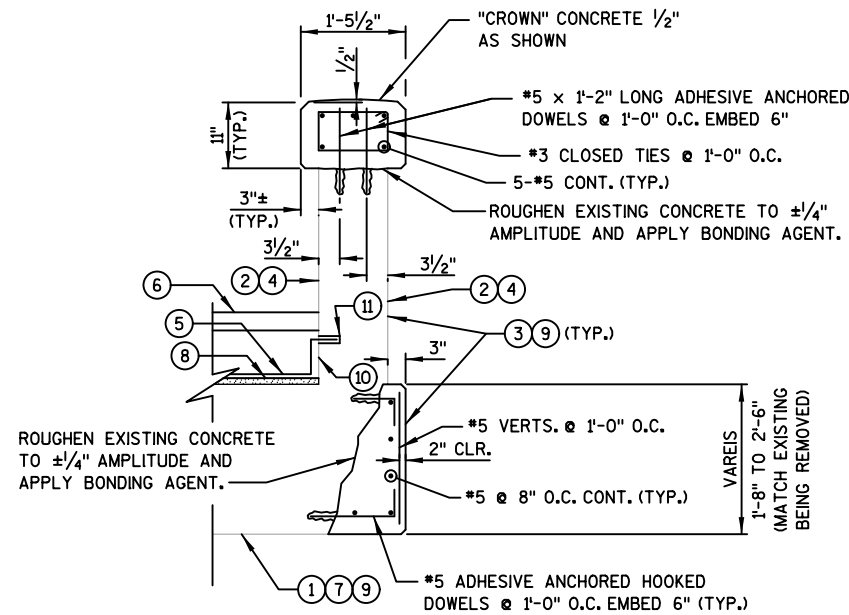 1'-5½"
"CROWN" CONCRETE ½"
AS SHOWN
½"
#5 x 1'-2" LONG ADHESIVE ANCHORED
DOWELS @ 1'-0" O.C. EMBED 6"
11"
(TYP.)
#3 CLOSED TIES @ 1'-0" O.C.
5-#5 CONT. (TYP.)
3"±
(TYP.)
ROUGHEN EXISTING CONCRETE TO ±¼"
AMPLITUDE AND APPLY BONDING AGENT.
3½"
3½"
2 4
6
11
2 4
5
3 9 (TYP.)
8
3"
10
ROUGHEN EXISTING CONCRETE
TO ±¼" AMPLITUDE AND
APPLY BONDING AGENT.
#5 VERTS. @ 1'-0" O.C.
2" CLR.
#5 @ 8" O.C. CONT. (TYP.)
VAREIS
1'-8" TO 2'-6"
(MATCH EXISTING
BEING REMOVED)
1 7 9
#5 ADHESIVE ANCHORED HOOKED
DOWELS @ 1'-0" O.C. EMBED 6" (TYP.)